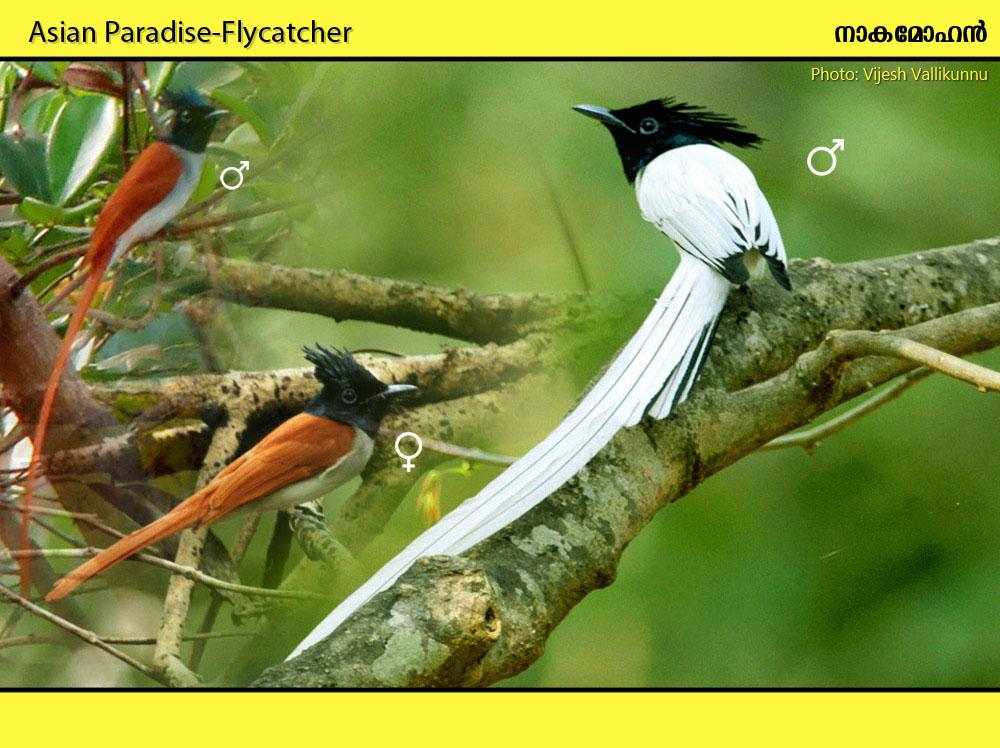 Asian Paradise-Flycatcher
നാകമോഹൻ
Photo: Vijesh Vallikunnu
♂
♂
♀